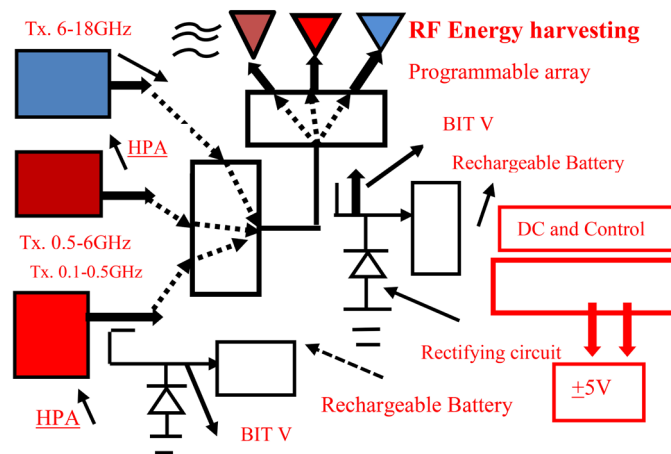 Tx. 6-18GHz
RF Energy harvesting
Programmable array
HPA
BIT V
Rechargeable Battery
DC and Control
Tx. 0.5-6GHz
Tx. 0.1-0.5GHz
Rectifying circuit
±5V
HPA
BIT V
Rechargeable Battery